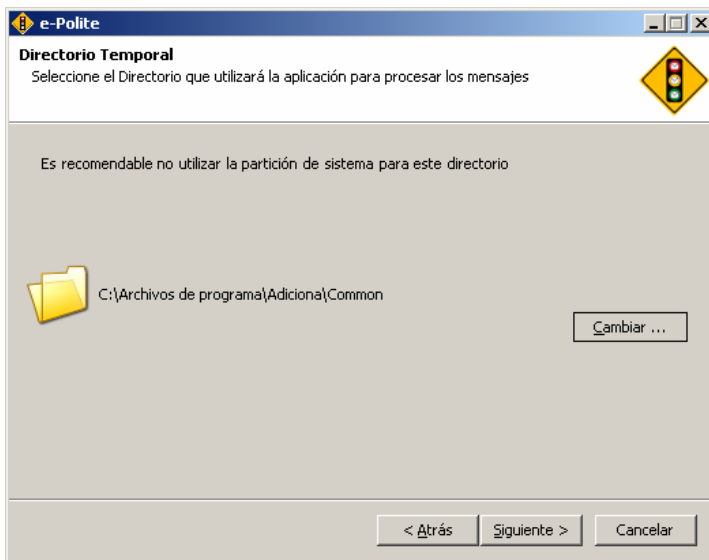 e-Polite
Directorio Temporal
Seleccione el Directorio que utilizará la aplicación para procesar los mensajes
Es recomendable no utilizar la partición de sistema para este directorio
C:\Archivos de programa\Adiciona\Common
Cambiar ...
< Atrás
Siguiente >
Cancelar